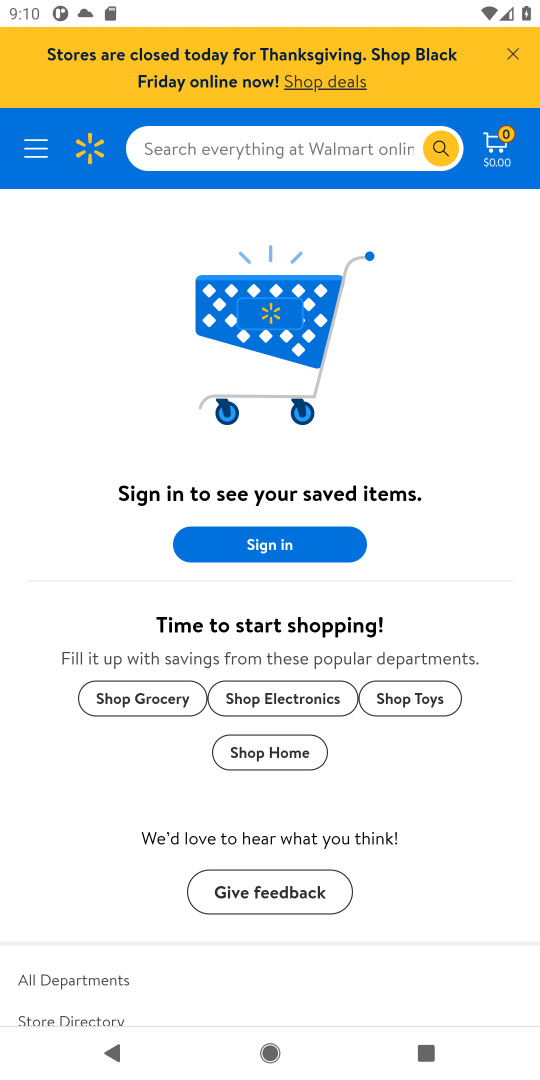 9:10
Stores are closed today for Thanksgiving. Shop Black
Friday online now! Shop deals
Search everything at Walmart onlin
0
$0.00
Sign in to see your saved items.
Sign in
Time to start shopping!
Fill it up with savings from these popular departments.
Shop Grocery Shop Electronics Shop Toys
Shop Home
We'd love to hear what you think!
Give feedback
All Departments
Store Directory